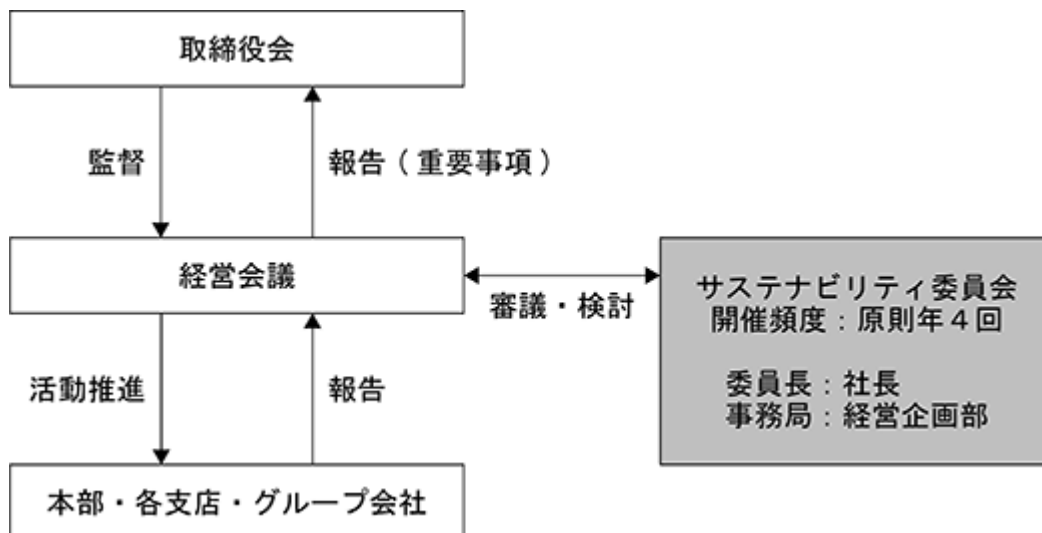 取締役会
監督
報告（重要事項）
経営会議
審議・検討
サステナビリティ委員会
開催頻度：原則年４回
委員長：社長
事務局：経営企画部
活動推進
報告
本部・各支店・グループ会社